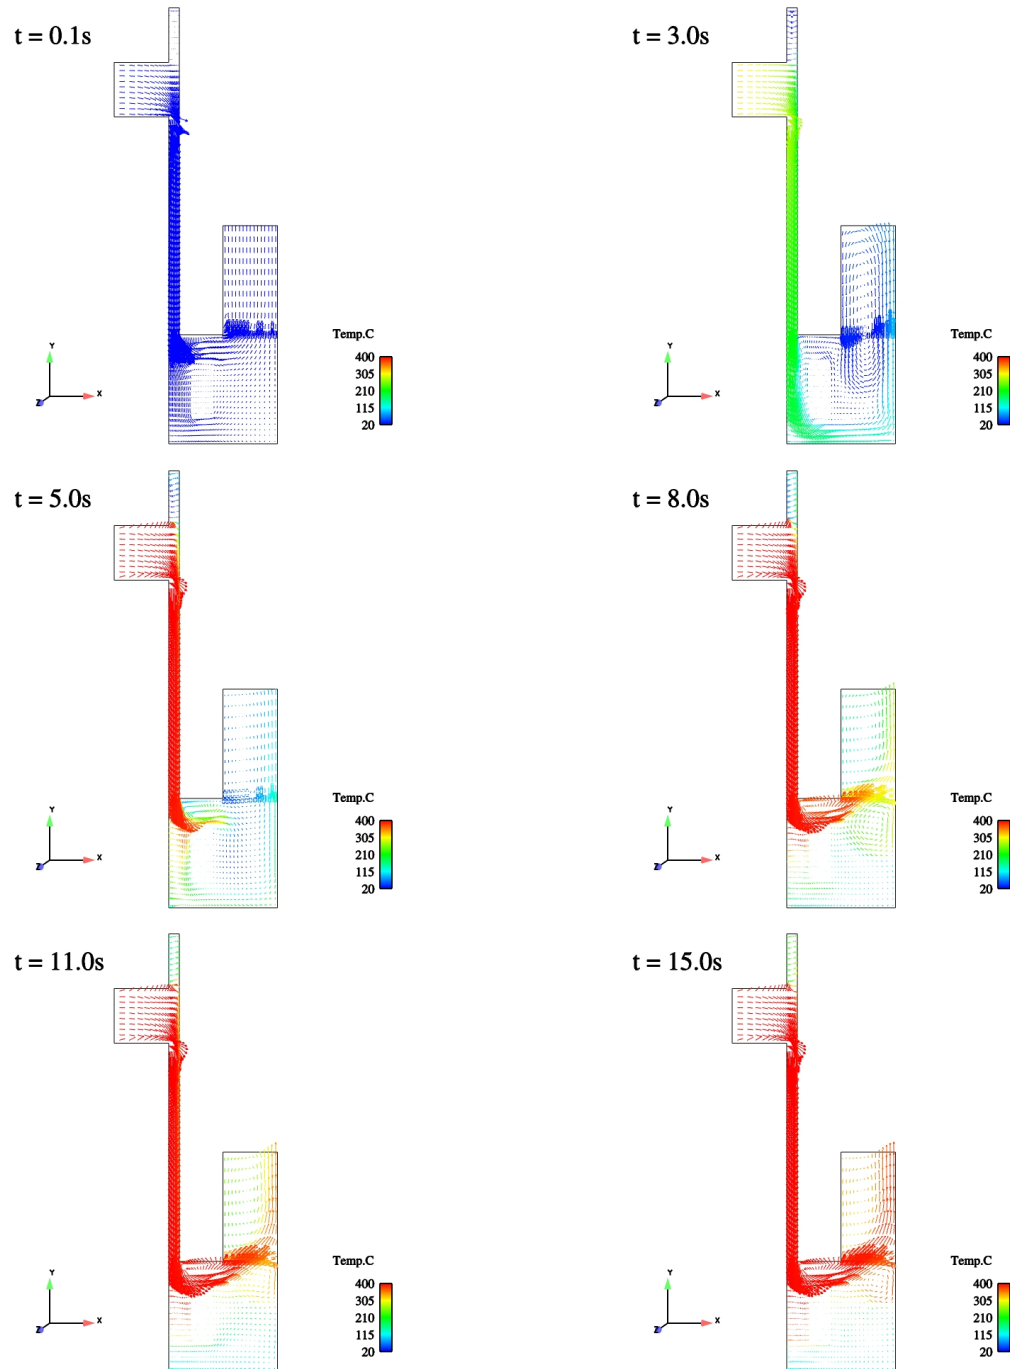 t = 0.1s
Temp.C
400
305
210
115
20
Y
X
Z
t = 3.0s
Temp.C
400
305
210
115
20
Y
X
Z
t = 5.0s
Temp.C
400
305
210
115
20
Y
X
Z
t = 8.0s
Temp.C
400
305
210
115
20
Y
X
Z
t = 11.0s
Temp.C
400
305
210
115
20
Y
X
Z
t = 15.0s
Temp.C
400
305
210
115
20
Y
X
Z